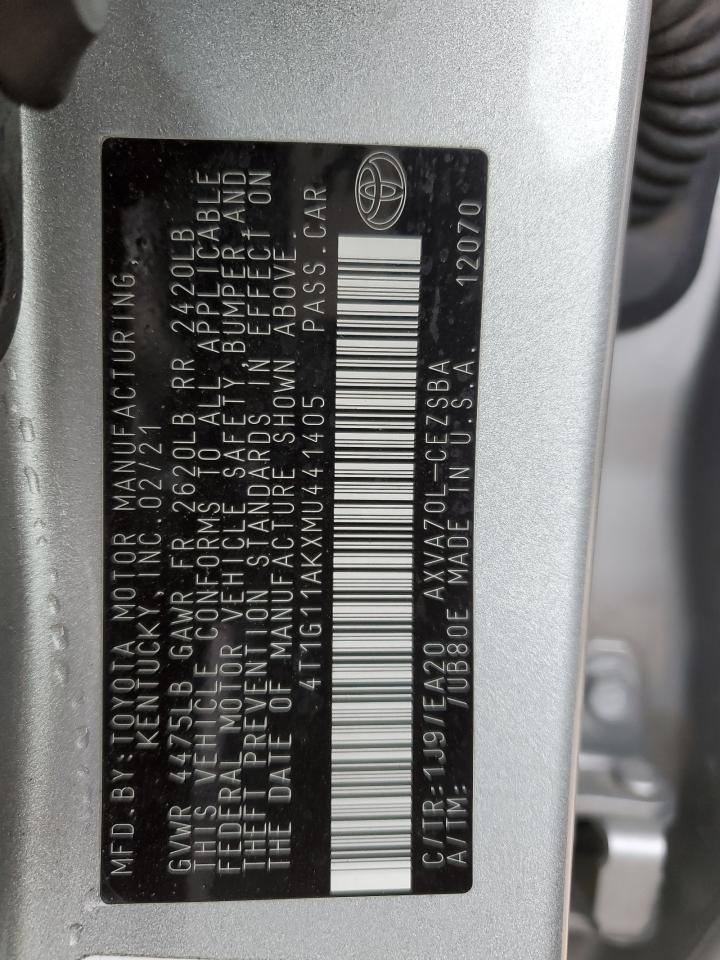 MFD.BY:TOYOTA MOTOR MANUFACTURING,
KENTUCKY,INC.02/21
GVWR 4475LB GAWR FR 2620LB RR 2420LB
THIS VEHICLE CONFORMS TO ALL APPLICABLE
FEDERAL MOTOR VEHICLE SAFETY,BUMPER,AND
THEFT PREVENTION STANDARDS IN EFFECT ON
THE DATE OF MANUFACTURE SHOWN ABOVE.
4T1G11AKXMU441405 PASS.CAR
C/TR:1J9/EA20 AXVA70L-CEZSBA
A/TM: /UB80E MADE IN U.S.A. 12070